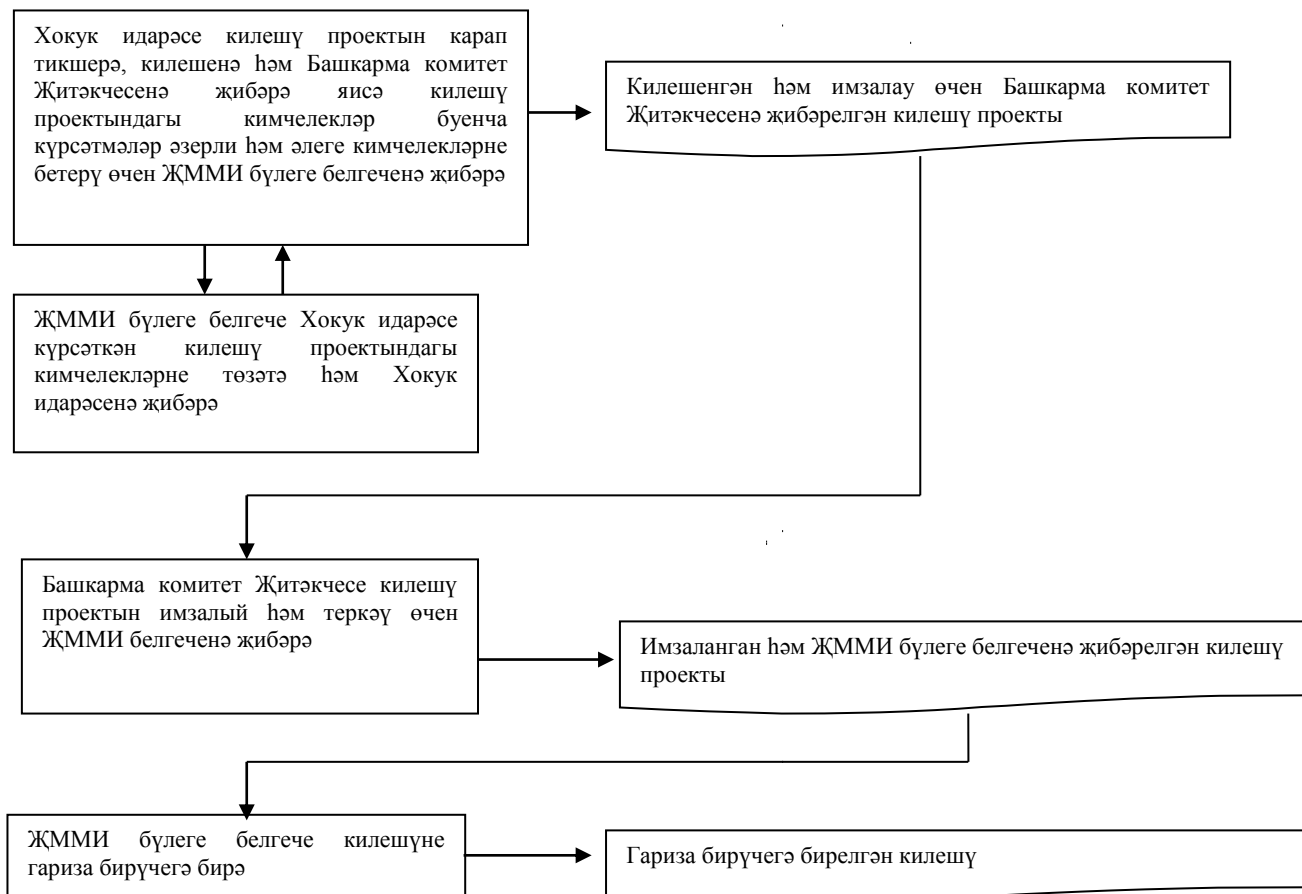 Хокук идарәсе килешү проектын карап
тикшерә, килешенә һәм Башкарма комитет
Җитәкчесенә җибәрә яисә килешү
проектындагы кимчелекләр буенча
күрсәтмәләр әзерли һәм әлеге кимчелекләрне
бетерү өчен ҖММИ бүлеге белгеченә җибәрә
Килешенгән һәм имзалау өчен Башкарма комитет
Җитәкчесенә җибәрелгән килешү проекты
ҖММИ бүлеге белгече Хокук идарәсе
күрсәткән килешү проектындагы
кимчелекләрне төзәтә һәм Хокук
идарәсенә җибәрә
Башкарма комитет Җитәкчесе килешү
проектын имзалый һәм теркәү өчен
ҖММИ белгеченә җибәрә
Имзаланган һәм ҖММИ бүлеге белгеченә җибәрелгән килешү
проекты
ҖММИ бүлеге белгече килешүне
гариза бирүчегә бирә
Гариза бирүчегә бирелгән килешү